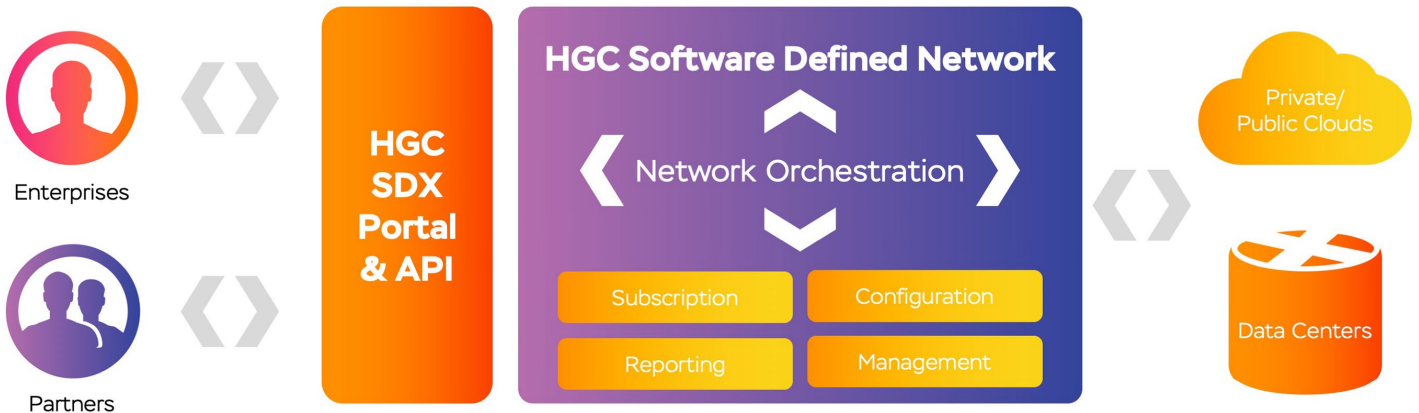 Enterprises
Partners
HGC
SDX
Portal
& API
HGC Software Defined Network
Network Orchestration
Subscription
Configuration
Reporting
Management
Private/
Public Clouds
Data Centers